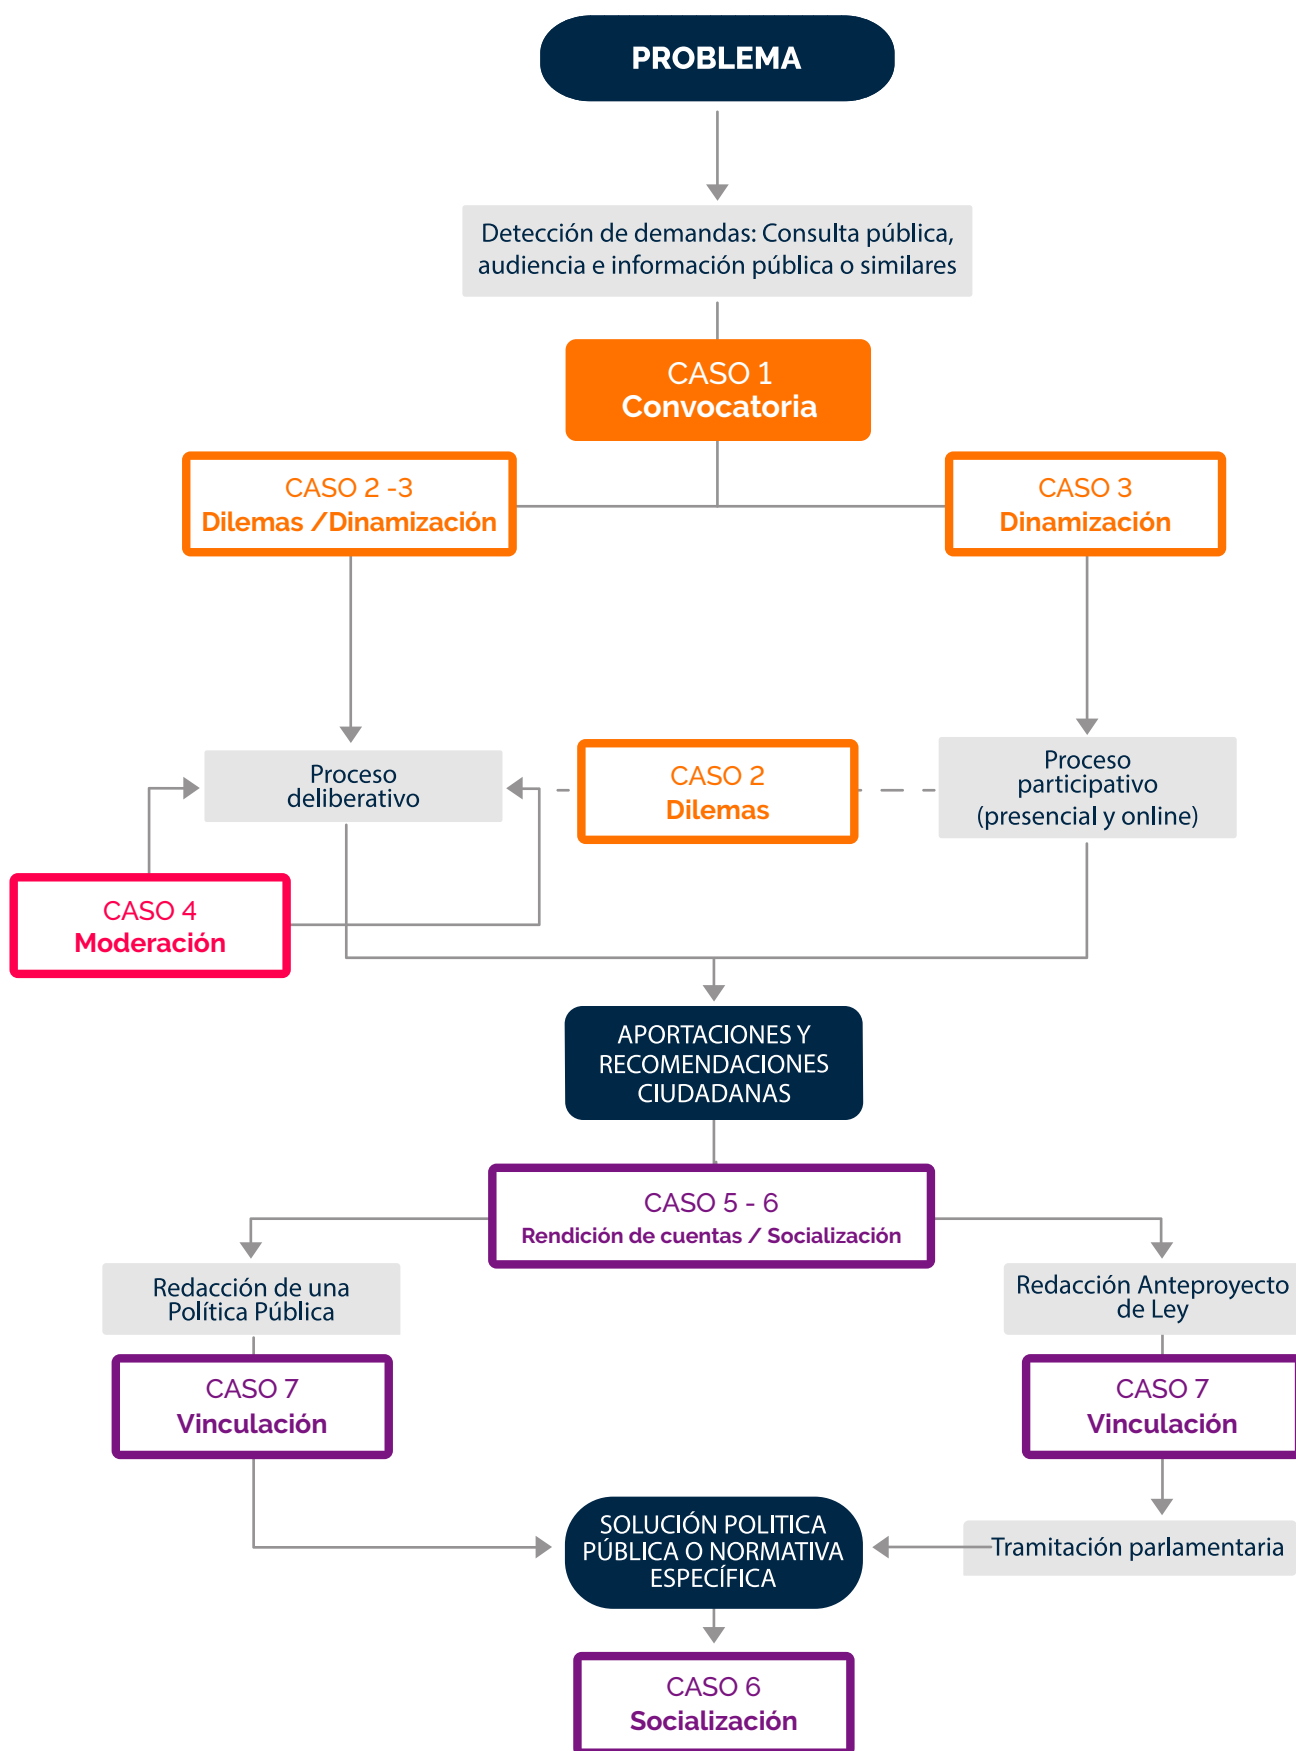 PROBLEMA
Detección de demandas: Consulta pública,
audiencia e información pública o similares
CASO 1
Convocatoria
CASO 2 -3
Dilemas /Dinamización
CASO 3
Dinamización
Proceso
deliberativo
CASO 2
Dilemas
Proceso
participativo
(presencial y online)
CASO 4
Moderación
APORTACIONES Y
RECOMENDACIONES
CIUDADANAS
CASO 5 - 6
Rendición de cuentas / Socialización
Redacción de una
Política Pública
Redacción Anteproyecto
de Ley
CASO 7
Vinculación
CASO 7
Vinculación
SOLUCIÓN POLITICA
PÚBLICA O NORMATIVA
ESPECÍFICA
Tramitación parlamentaria
CASO 6
Socialización